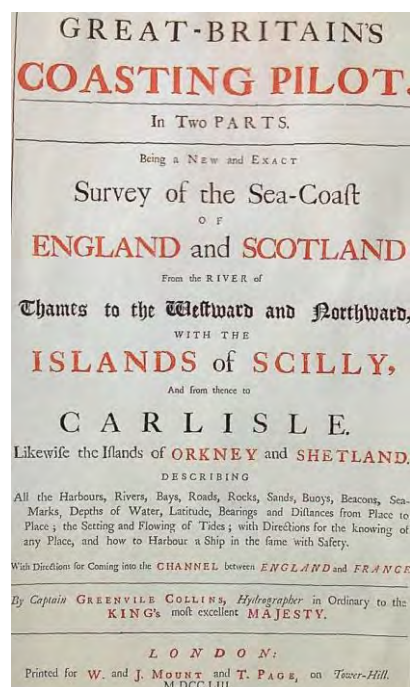 GREAT-BRITAIN'S
COASTING PILOT.
In Two PARTS.
Being a NEW and EXACT
Survey of the Sea-Coaſt
OF
ENGLAND and SCOTLAND
From the RIVER of
Thames to the Weſtward and Northward,
WITH THE
ISLANDS of SCILLY,
And from thence to
CARLISLE.
Likewiſe the Iſlands of ORKNEY and SHETLAND.
DESCRIBING
All the Harbours, Rivers, Bays, Roads, Rocks, Sands, Buoys, Beacons, Sea-
Marks, Depths of Water, Latitude, Bearings and Diſtances from Place to
Place; the Setting and Flowing of Tides; with Directions for the knowing of
any Place, and how to Harbour a Ship in the ſame with Safety.
With Directions for Coming into the CHANNEL between ENGLAND and FRANCE
By Captain GREENVILE COLLINS, Hydrographer in Ordinary to the
KING's moſt excellent MAJESTY.
LONDON:
Printed for W. and J. MOUNT and T. PAGE, on Tower-Hill.
M.DCC.LIII.